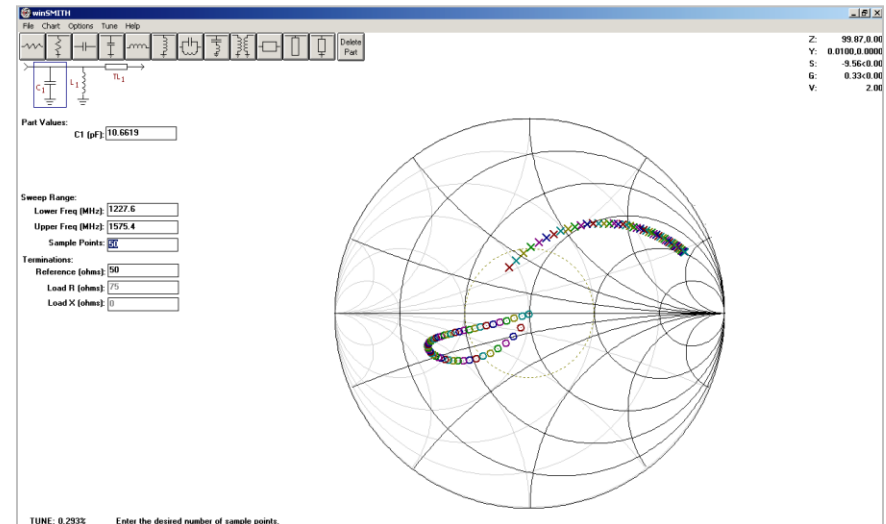 winSMITH
File Chart Options Tune Help
Delete Part
Z: 99.87,0.00
Y: 0.0100,0.0000
S: -9.56<0.00
G: 0.33<0.00
V: 2.00
C1 L1 TL1
Part Values:
C1 (pF): 10.6619
Sweep Range:
Lower Freq (MHz): 1227.6
Upper Freq (MHz): 1575.4
Sample Points: 50
Terminations:
Reference (ohms): 50
Load R (ohms): 75
Load X (ohms): 0
TUNE: 0.293% Enter the desired number of sample points.